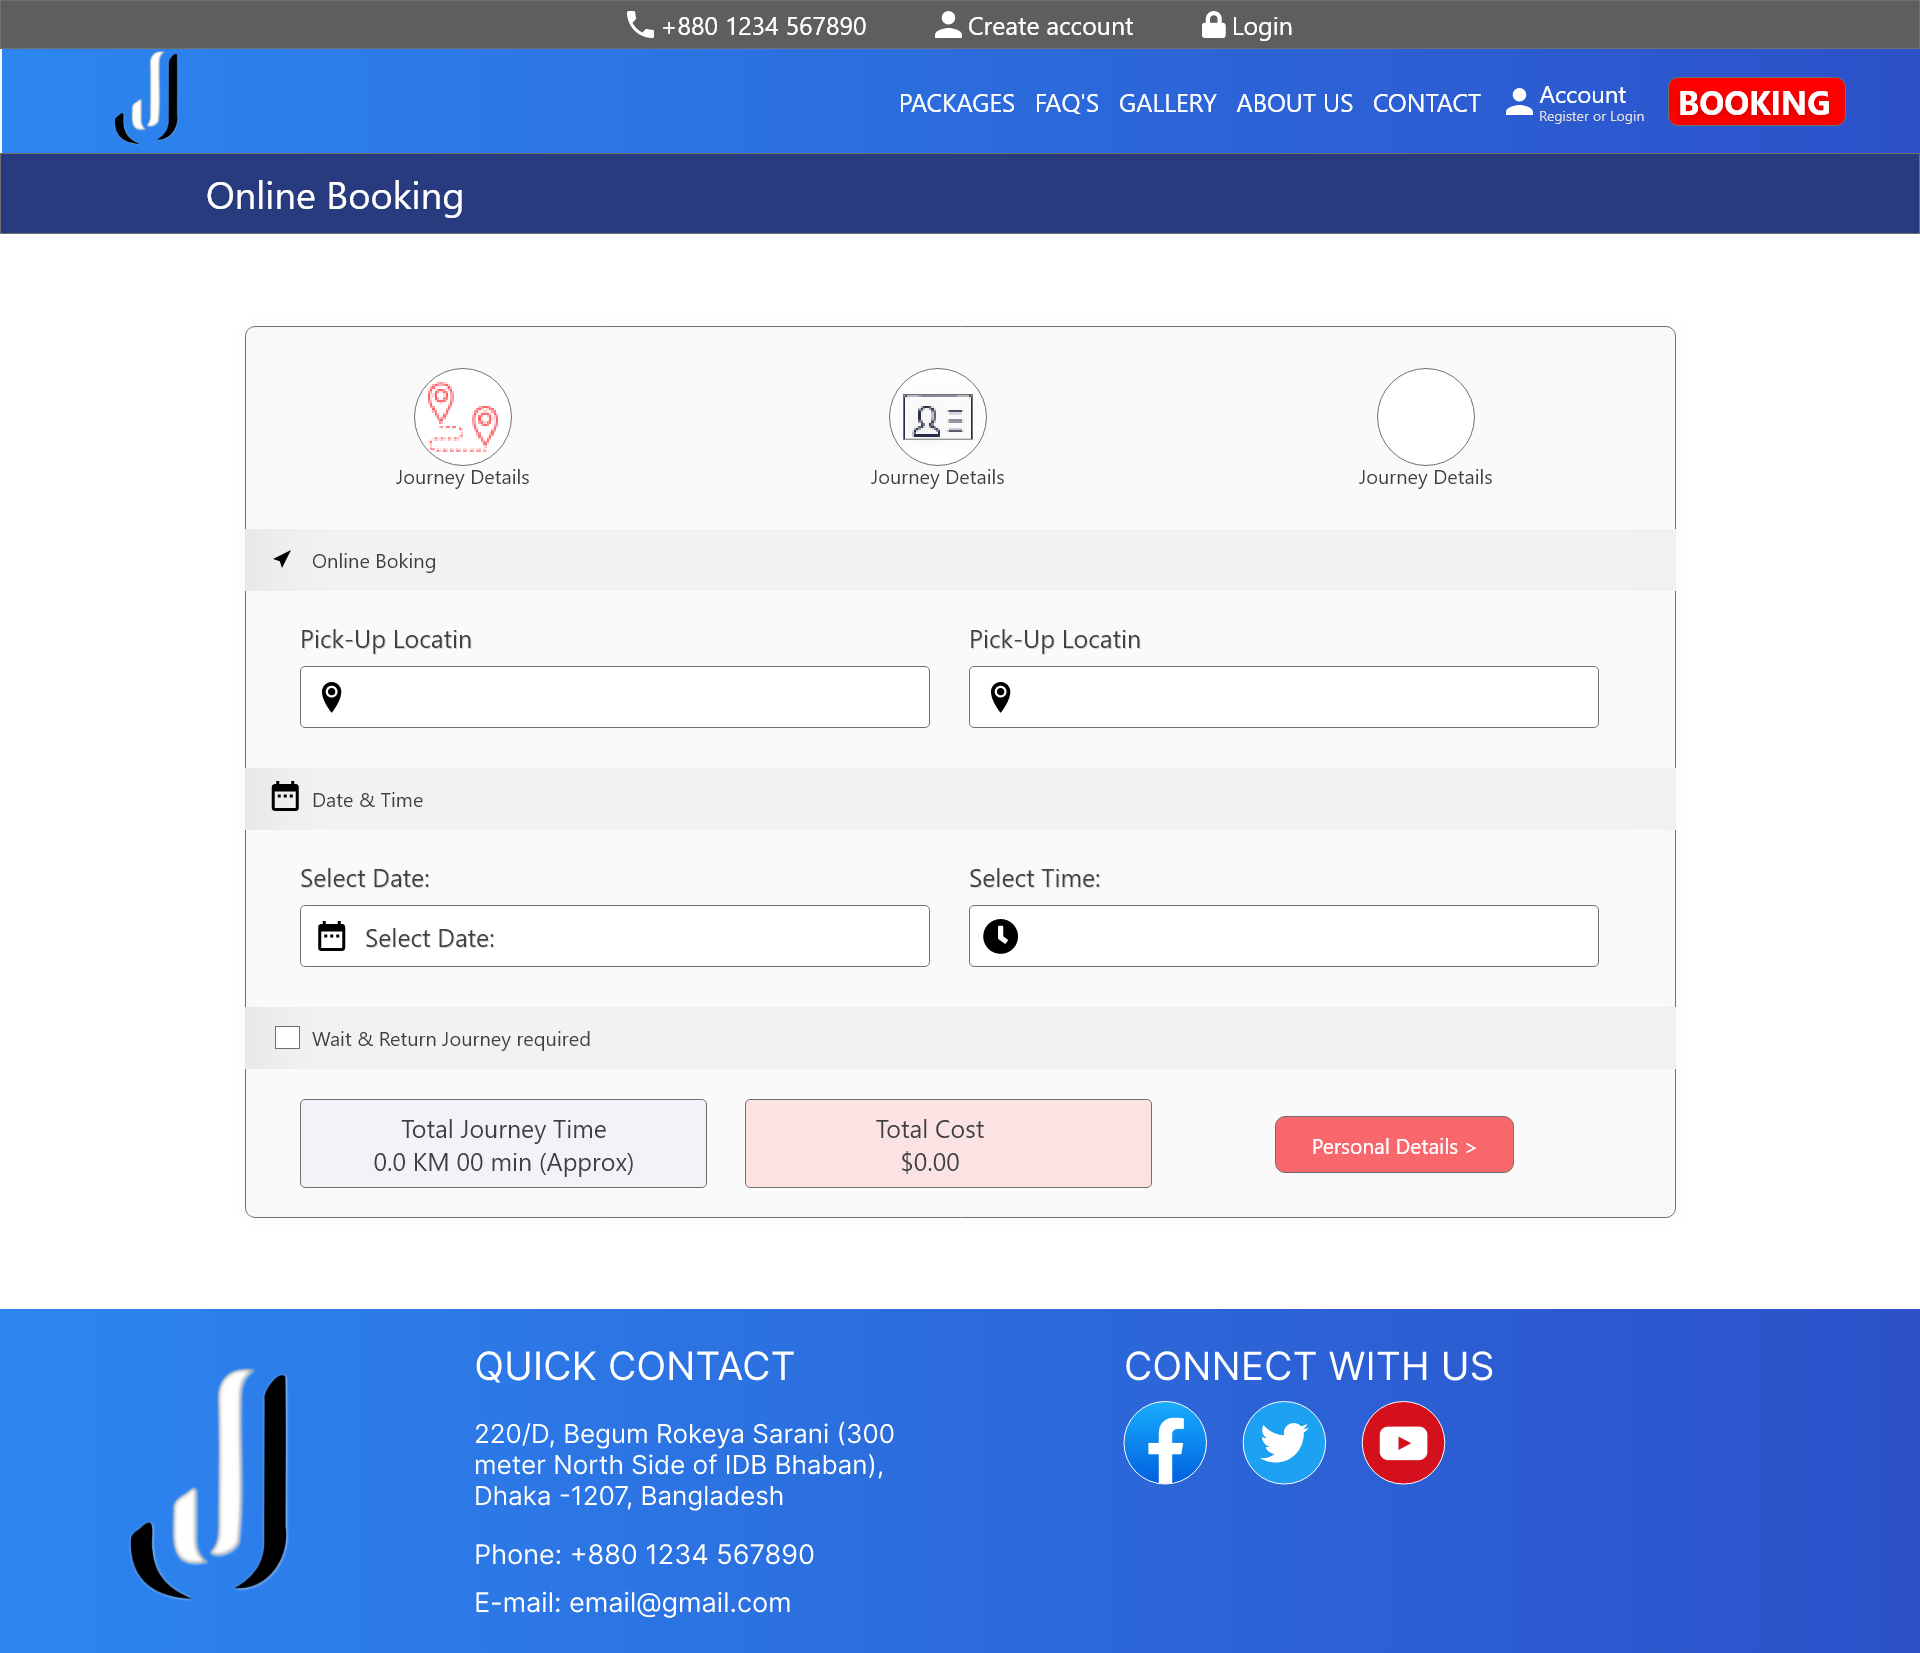 +880 1234 567890 Create account Login
PACKAGES FAQ'S GALLERY ABOUT US CONTACT Account BOOKING
Register or Login
Online Booking
Journey Details Journey Details Journey Details
Online Boking
Pick-Up Locatin Pick-Up Locatin
Date & Time
Select Date: Select Time:
Select Date:
Wait & Return Journey required
Total Journey Time Total Cost
0.0 KM 00 min (Approx) $0.00
Personal Details >
QUICK CONTACT CONNECT WITH US
220/D, Begum Rokeya Sarani (300
meter North Side of IDB Bhaban),
Dhaka -1207, Bangladesh
Phone: +880 1234 567890
E-mail: email@gmail.com